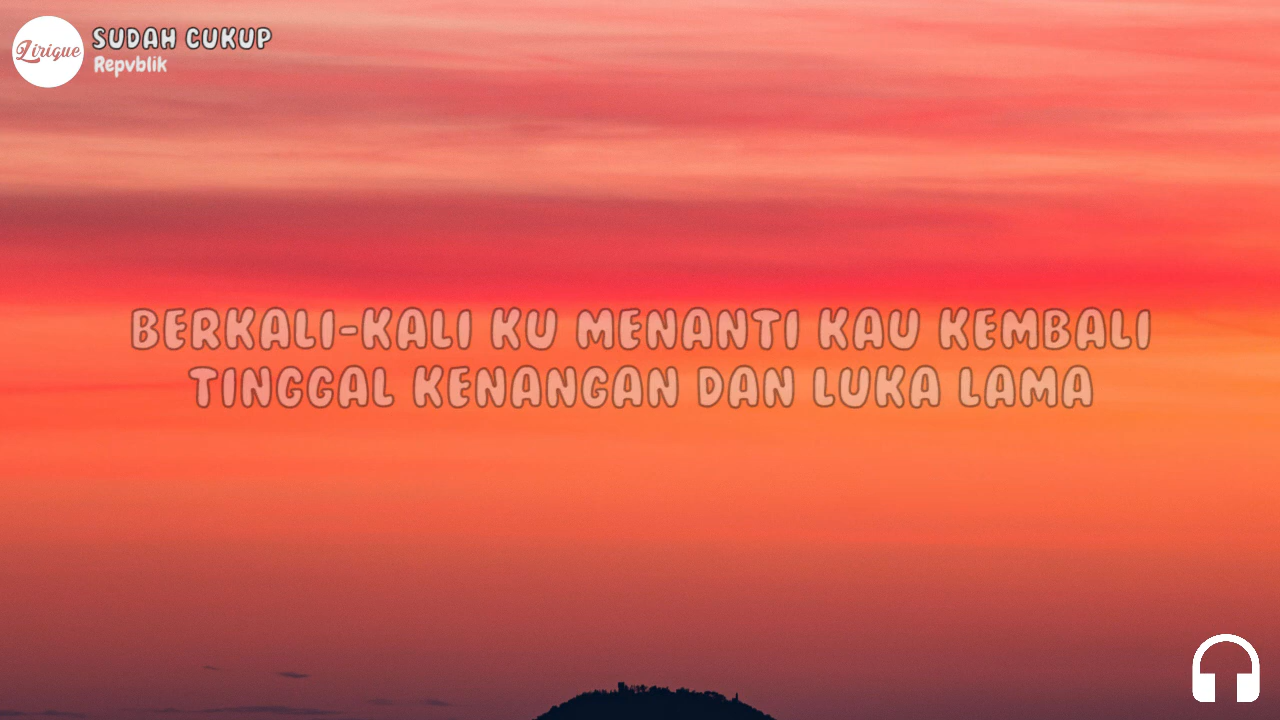 Lirique
SUDAH CUKUP
Repvblik
BERKALI-KALI KU MENANTI KAU KEMBALI
TINGGAL KENANGAN DAN LUKA LAMA